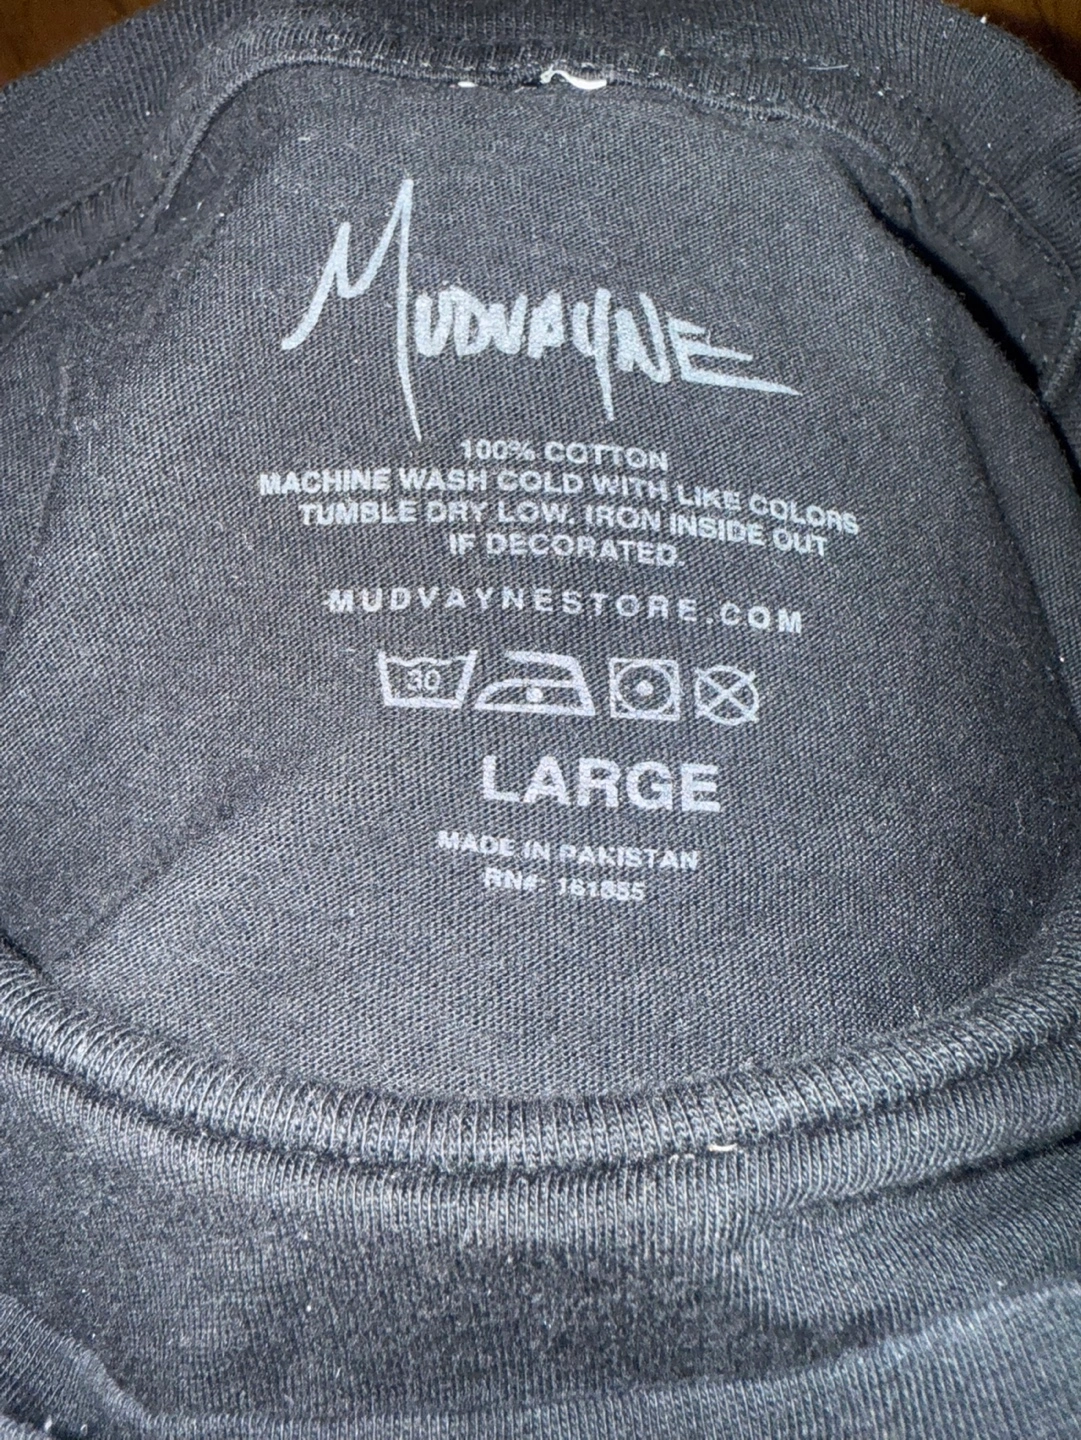 MUDVAYNE
100% COTTON
MACHINE WASH COLD WITH LIKE COLORS
TUMBLE DRY LOW. IRON INSIDE OUT
IF DECORATED.
MUDVAYNESTORE.COM
30
LARGE
MADE IN PAKISTAN
RN#: